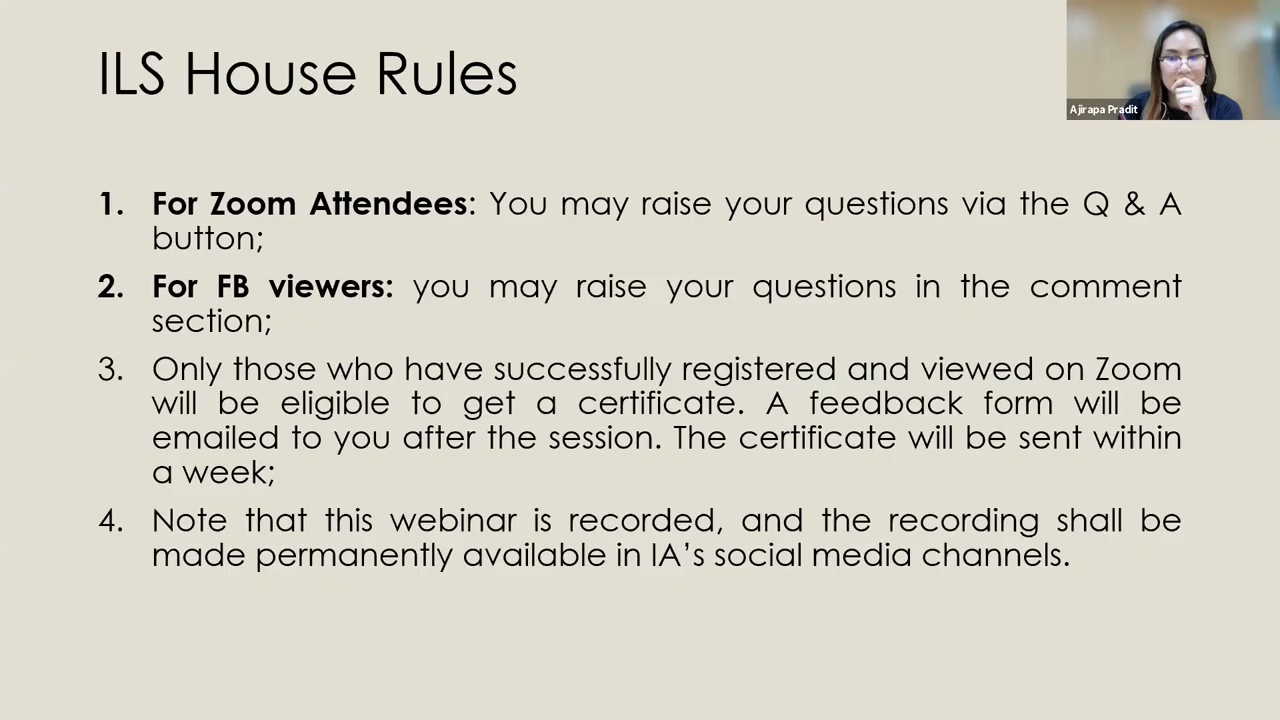 ILS House Rules
Ajirapa Pradit
1. For Zoom Attendees: You may raise your questions via the Q & A
button;
2. For FB viewers: you may raise your questions in the comment
section;
3. Only those who have successfully registered and viewed on Zoom
will be eligible to get a certificate. A feedback form will be
emailed to you after the session. The certificate will be sent within
a week;
4. Note that this webinar is recorded, and the recording shall be
made permanently available in IA’s social media channels.